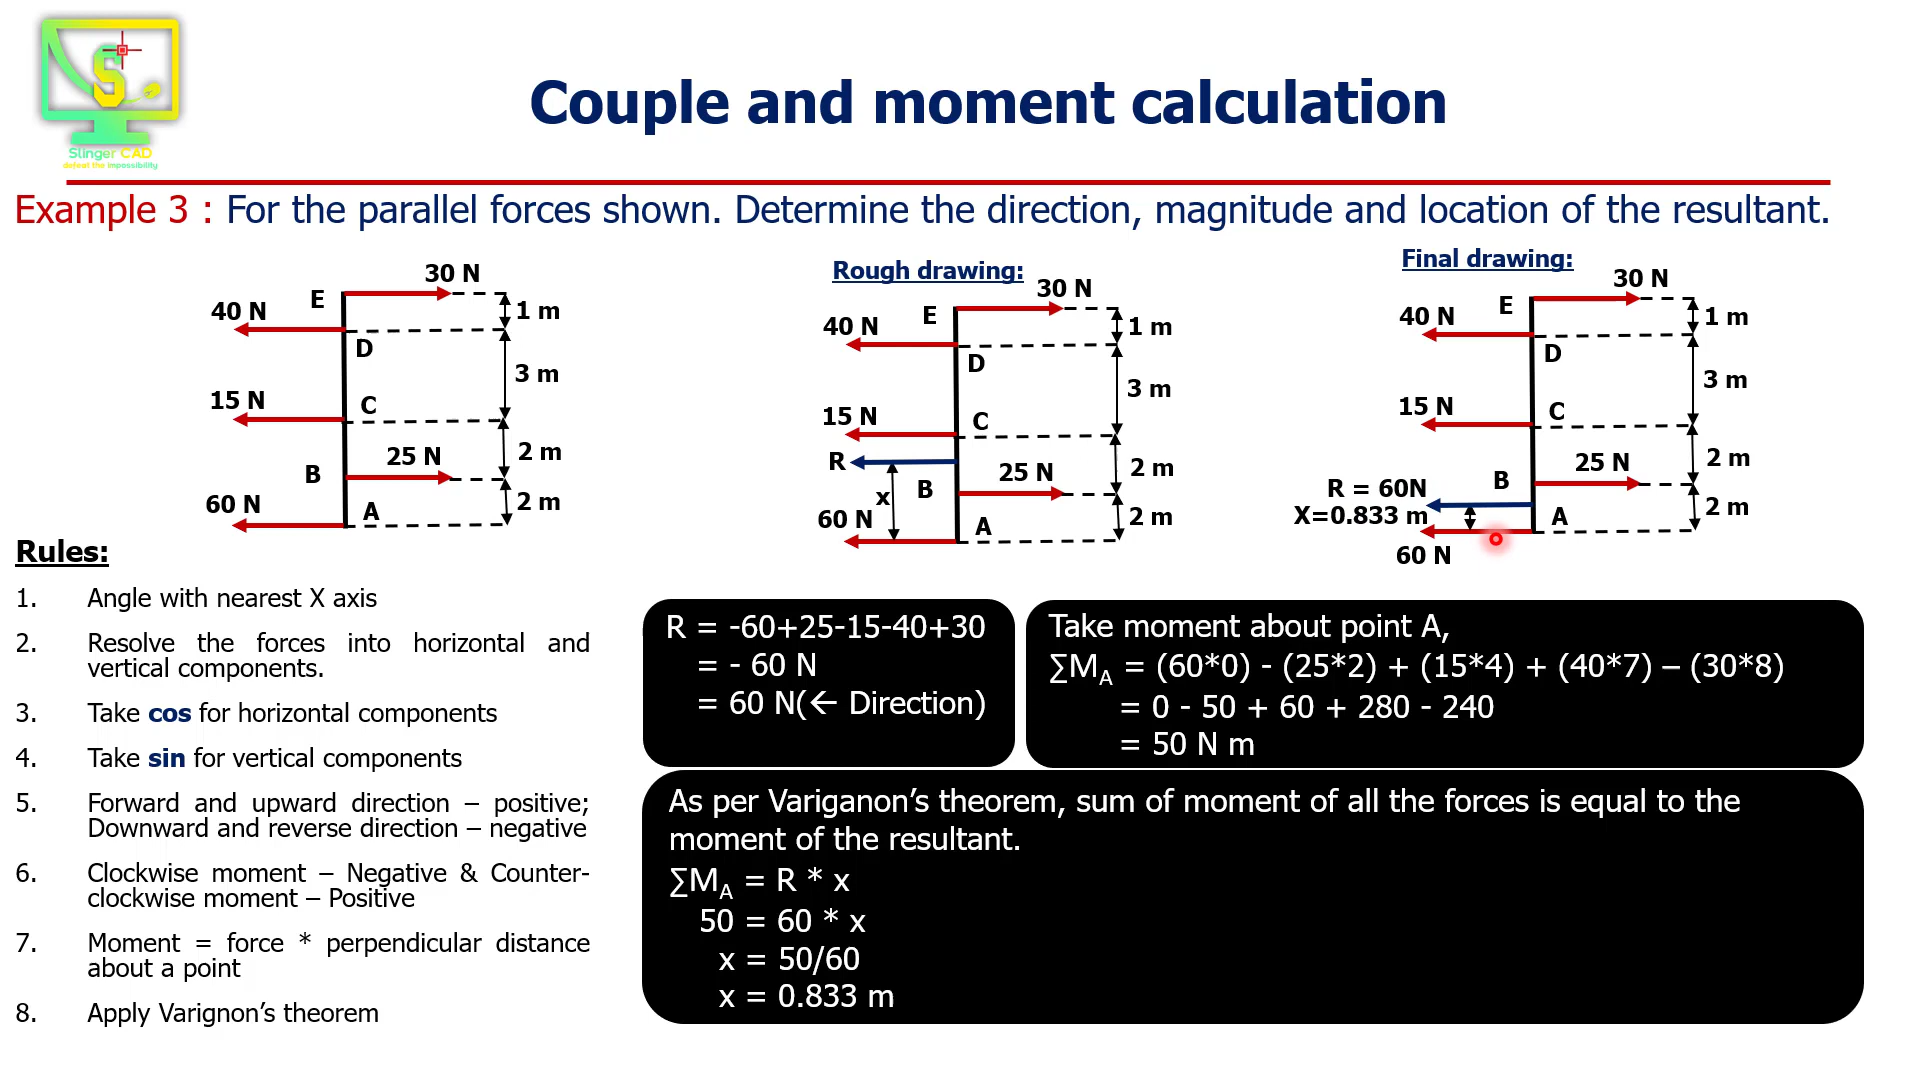 Slinger CAD
defeat the impossibility
Couple and moment calculation
Example 3 : For the parallel forces shown. Determine the direction, magnitude and location of the resultant.
30 N
E
40 N
1 m
D
3 m
15 N
C
25 N
2 m
B
60 N
A
2 m
Rough drawing:
30 N
E
40 N
1 m
D
3 m
15 N
C
R
25 N
2 m
x
B
60 N
A
2 m
Final drawing:
30 N
E
40 N
1 m
D
3 m
15 N
C
25 N
2 m
B
R = 60N
X=0.833 m
A
2 m
60 N
Rules:
1. Angle with nearest X axis
2. Resolve the forces into horizontal and
vertical components.
3. Take cos for horizontal components
4. Take sin for vertical components
5. Forward and upward direction – positive;
Downward and reverse direction – negative
6. Clockwise moment – Negative & Counter-
clockwise moment – Positive
7. Moment = force * perpendicular distance
about a point
8. Apply Varignon’s theorem
R = -60+25-15-40+30
= - 60 N
= 60 N(← Direction)
Take moment about point A,
∑MA = (60*0) - (25*2) + (15*4) + (40*7) – (30*8)
= 0 - 50 + 60 + 280 - 240
= 50 N m
As per Variganon’s theorem, sum of moment of all the forces is equal to the
moment of the resultant.
∑MA = R * x
50 = 60 * x
x = 50/60
x = 0.833 m